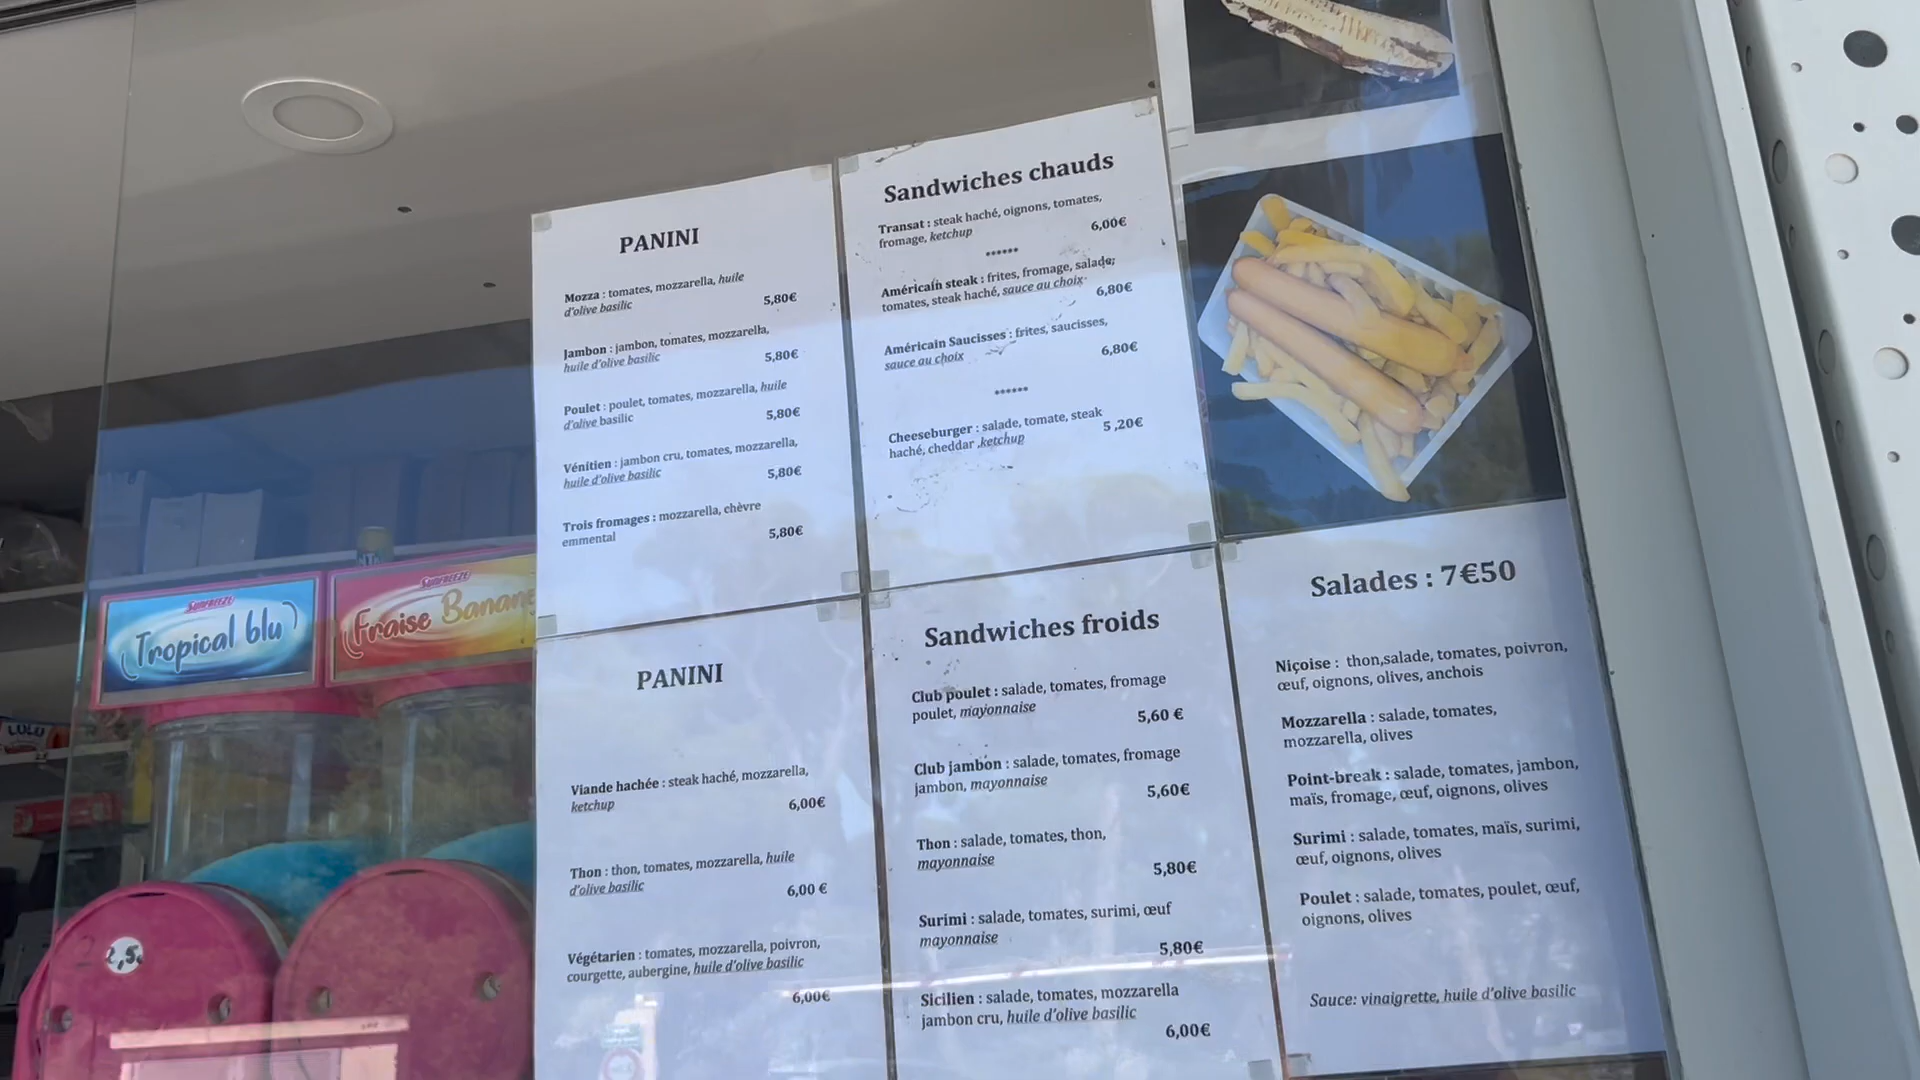 PANINI
Mozza : tomates, mozzarella, huile
d'olive basilic
5,80€
Jambon : jambon, tomates, mozzarella,
huile d'olive basilic
5,80€
Poulet : poulet, tomates, mozzarella, huile
d'olive basilic
5,80€
Vénitien : jambon cru, tomates, mozzarella,
huile d'olive basilic
5,80€
Trois fromages : mozzarella, chèvre
emmental
5,80€
Sandwiches chauds
Transat : steak haché, oignons, tomates,
fromage, ketchup
6,00€
******
Américain steak : frites, fromage, salade;
tomates, steak haché, sauce au choix
6,80€
Américain Saucisses : frites, saucisses,
sauce au choix
6,80€
******
Cheeseburger : salade, tomate, steak
haché, cheddar ,ketchup
5 ,20€
PANINI
Viande hachée : steak haché, mozzarella,
ketchup
6,00€
Thon : thon, tomates, mozzarella, huile
d'olive basilic
6,00 €
Végétarien : tomates, mozzarella, poivron,
courgette, aubergine, huile d'olive basilic
6,00€
Sandwiches froids
Club poulet : salade, tomates, fromage
poulet, mayonnaise
5,60 €
Club jambon : salade, tomates, fromage
jambon, mayonnaise
5,60€
Thon : salade, tomates, thon,
mayonnaise
5,80€
Surimi : salade, tomates, surimi, œuf
mayonnaise
5,80€
Sicilien : salade, tomates, mozzarella
jambon cru, huile d'olive basilic
6,00€
Salades : 7€50
Niçoise : thon,salade, tomates, poivron,
œuf, oignons, olives, anchois
Mozzarella : salade, tomates,
mozzarella, olives
Point-break : salade, tomates, jambon,
maïs, fromage, œuf, oignons, olives
Surimi : salade, tomates, maïs, surimi,
œuf, oignons, olives
Poulet : salade, tomates, poulet, œuf,
oignons, olives
Sauce: vinaigrette, huile d'olive basilic
Tropical blu
Fraise Banane
LOLO